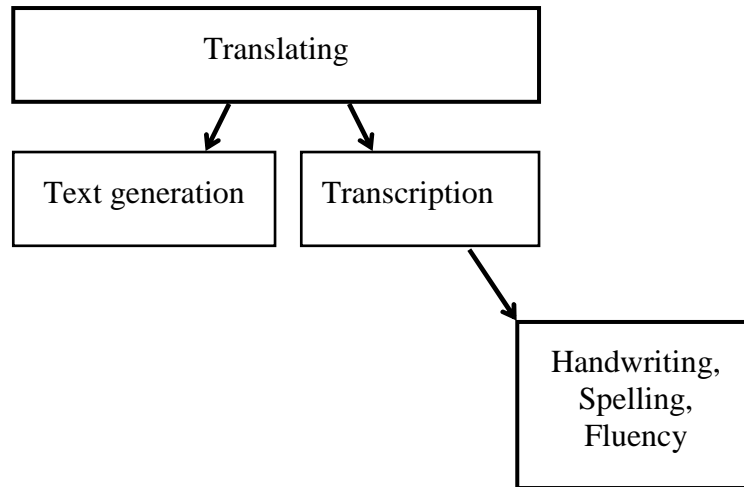 Translating
Text generation
Transcription
Handwriting,
Spelling,
Fluency